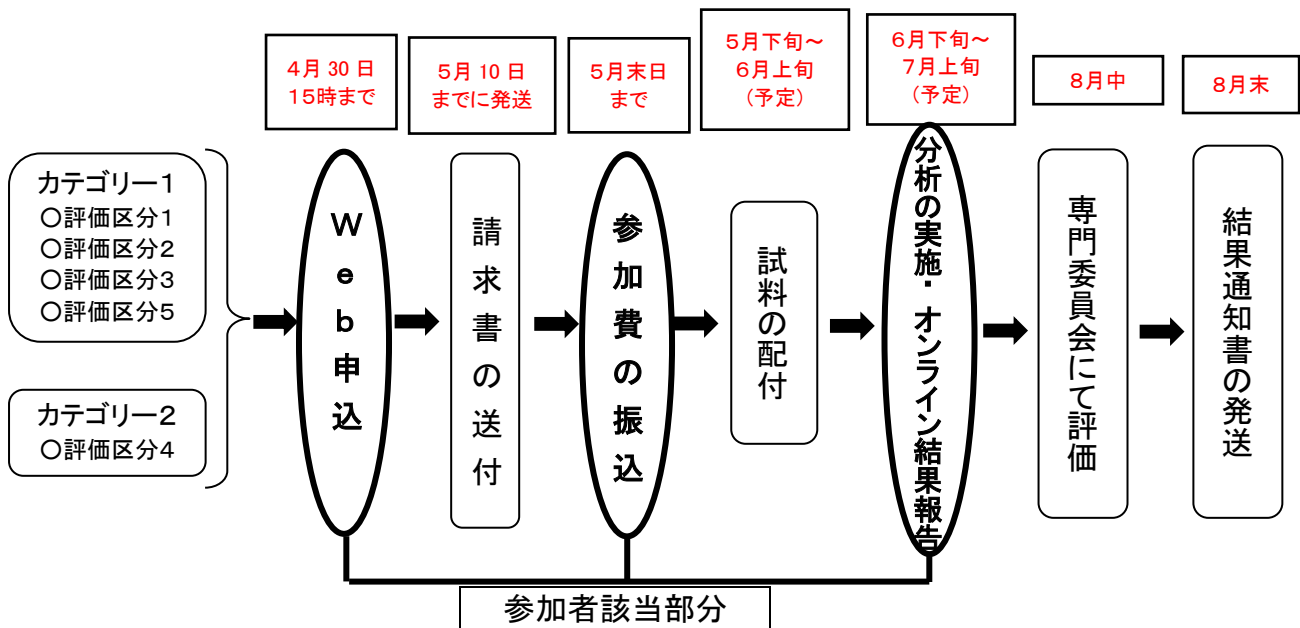 4月30日
15時まで
5月10日
までに発送
5月末日
まで
5月下旬～
6月上旬
(予定)
6月下旬～
7月上旬
(予定)
8月中
8月末
カテゴリー1
○評価区分1
○評価区分2
○評価区分3
○評価区分5
カテゴリー2
○評価区分4
Web申込
請求書の送付
参加費の振込
試料の配付
分析の実施・オンライン結果報告
専門委員会にて評価
結果通知書の発送
参加者該当部分